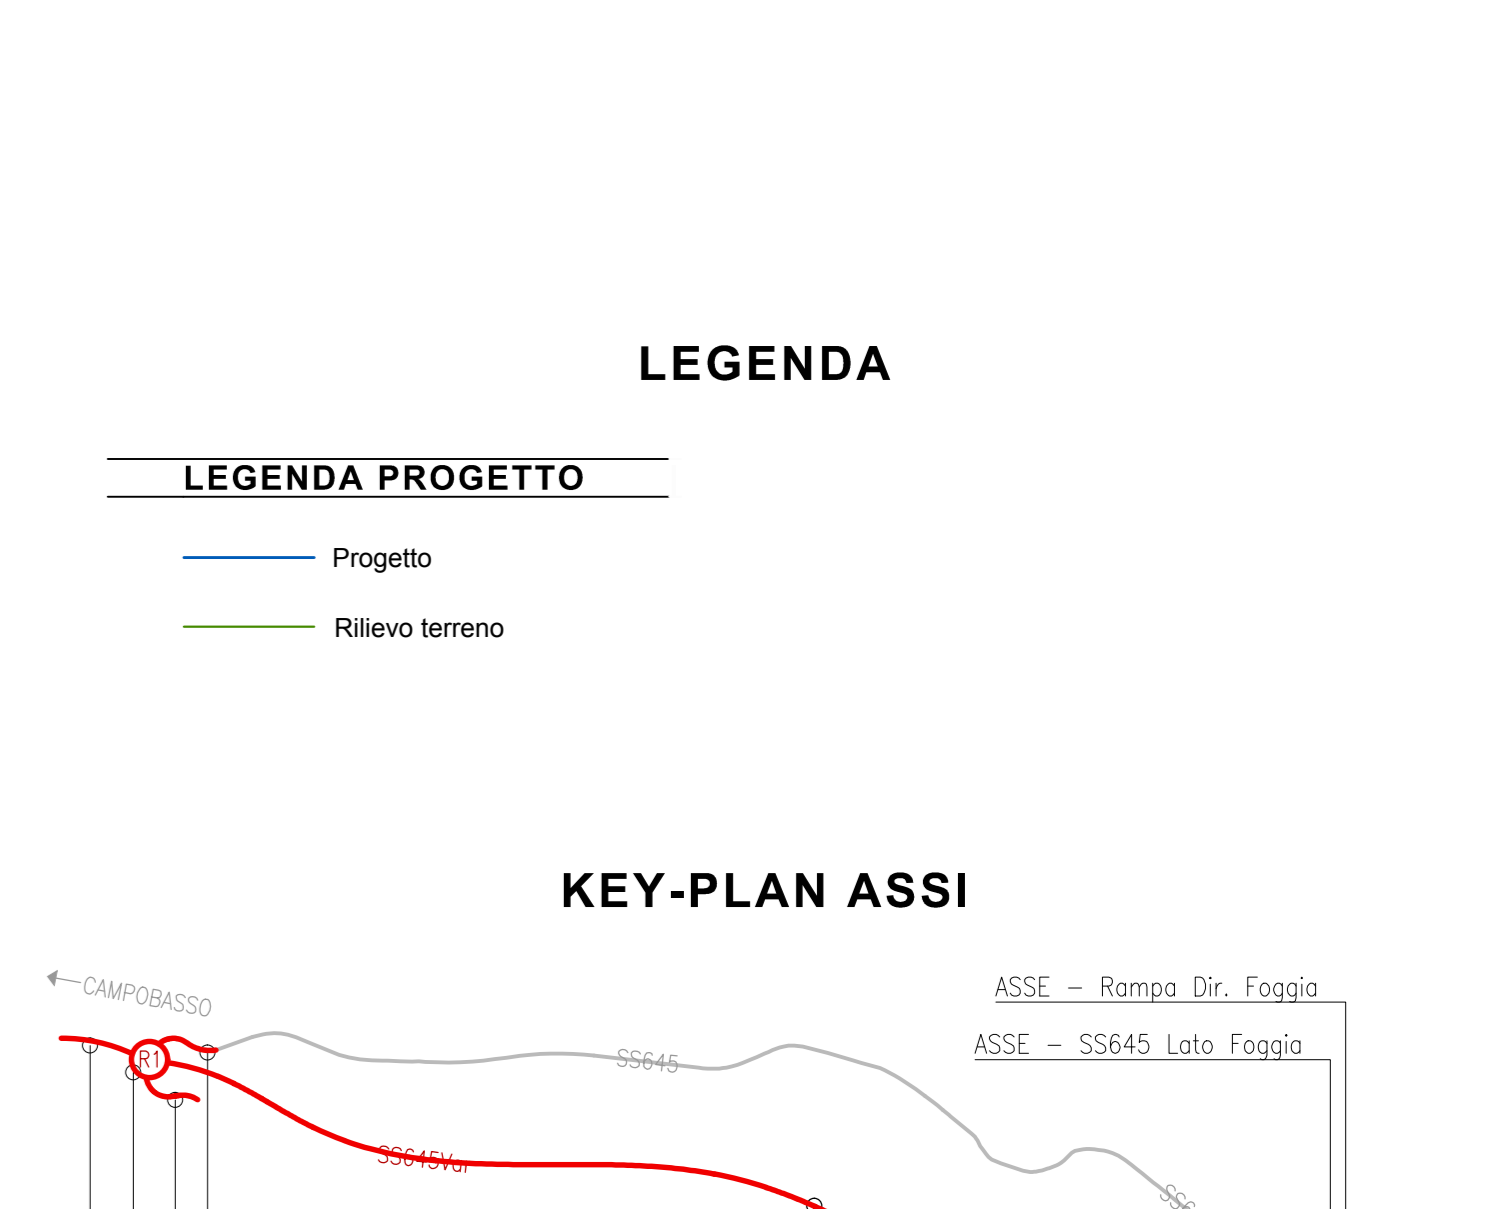 LEGENDA
LEGENDA PROGETTO
Progetto
Rilievo terreno
KEY-PLAN ASSI
CAMPOBASSO
ASSE - Rampa Dir. Foggia
ASSE - SS645 Lato Foggia
R1
SS645
SS645Var